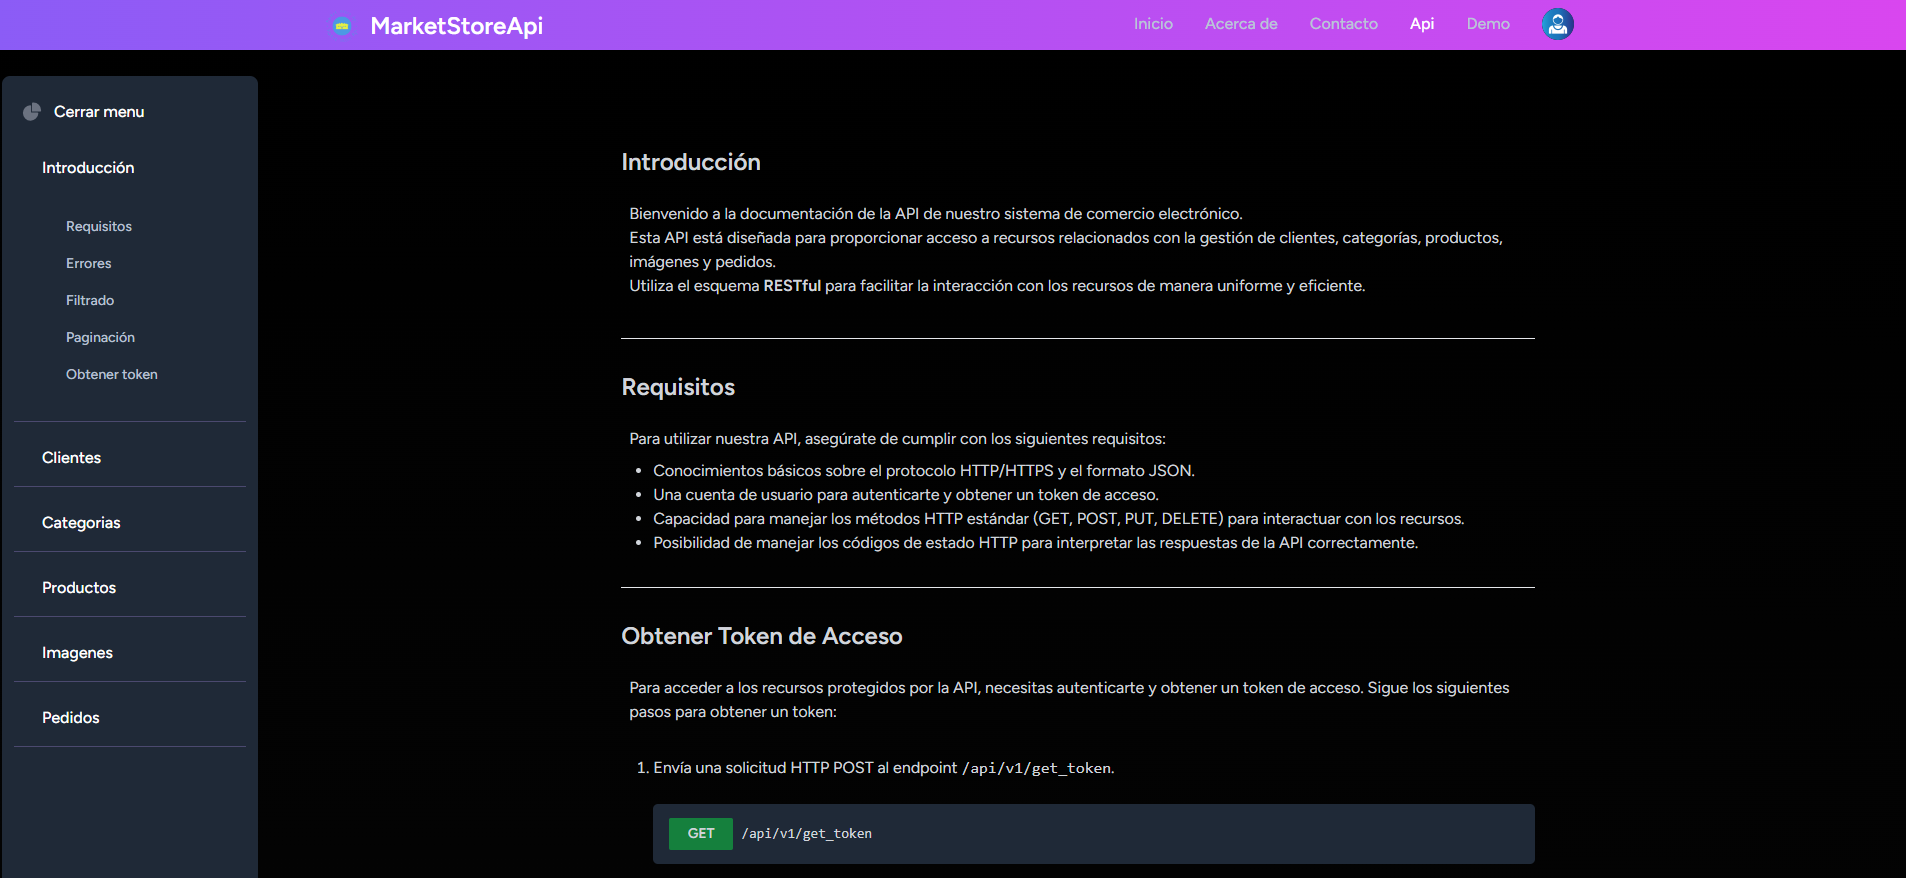 MarketStoreApi
Inicio
Acerca de
Contacto
Api
Demo
Cerrar menu
Introducción
Requisitos
Errores
Filtrado
Paginación
Obtener token
Clientes
Categorias
Productos
Imagenes
Pedidos
Introducción
Bienvenido a la documentación de la API de nuestro sistema de comercio electrónico.
Esta API está diseñada para proporcionar acceso a recursos relacionados con la gestión de clientes, categorías, productos,
imágenes y pedidos.
Utiliza el esquema RESTful para facilitar la interacción con los recursos de manera uniforme y eficiente.
Requisitos
Para utilizar nuestra API, asegúrate de cumplir con los siguientes requisitos:
• Conocimientos básicos sobre el protocolo HTTP/HTTPS y el formato JSON.
• Una cuenta de usuario para autenticarte y obtener un token de acceso.
• Capacidad para manejar los métodos HTTP estándar (GET, POST, PUT, DELETE) para interactuar con los recursos.
• Posibilidad de manejar los códigos de estado HTTP para interpretar las respuestas de la API correctamente.
Obtener Token de Acceso
Para acceder a los recursos protegidos por la API, necesitas autenticarte y obtener un token de acceso. Sigue los siguientes
pasos para obtener un token:
1. Envía una solicitud HTTP POST al endpoint /api/v1/get_token.
GET /api/v1/get_token